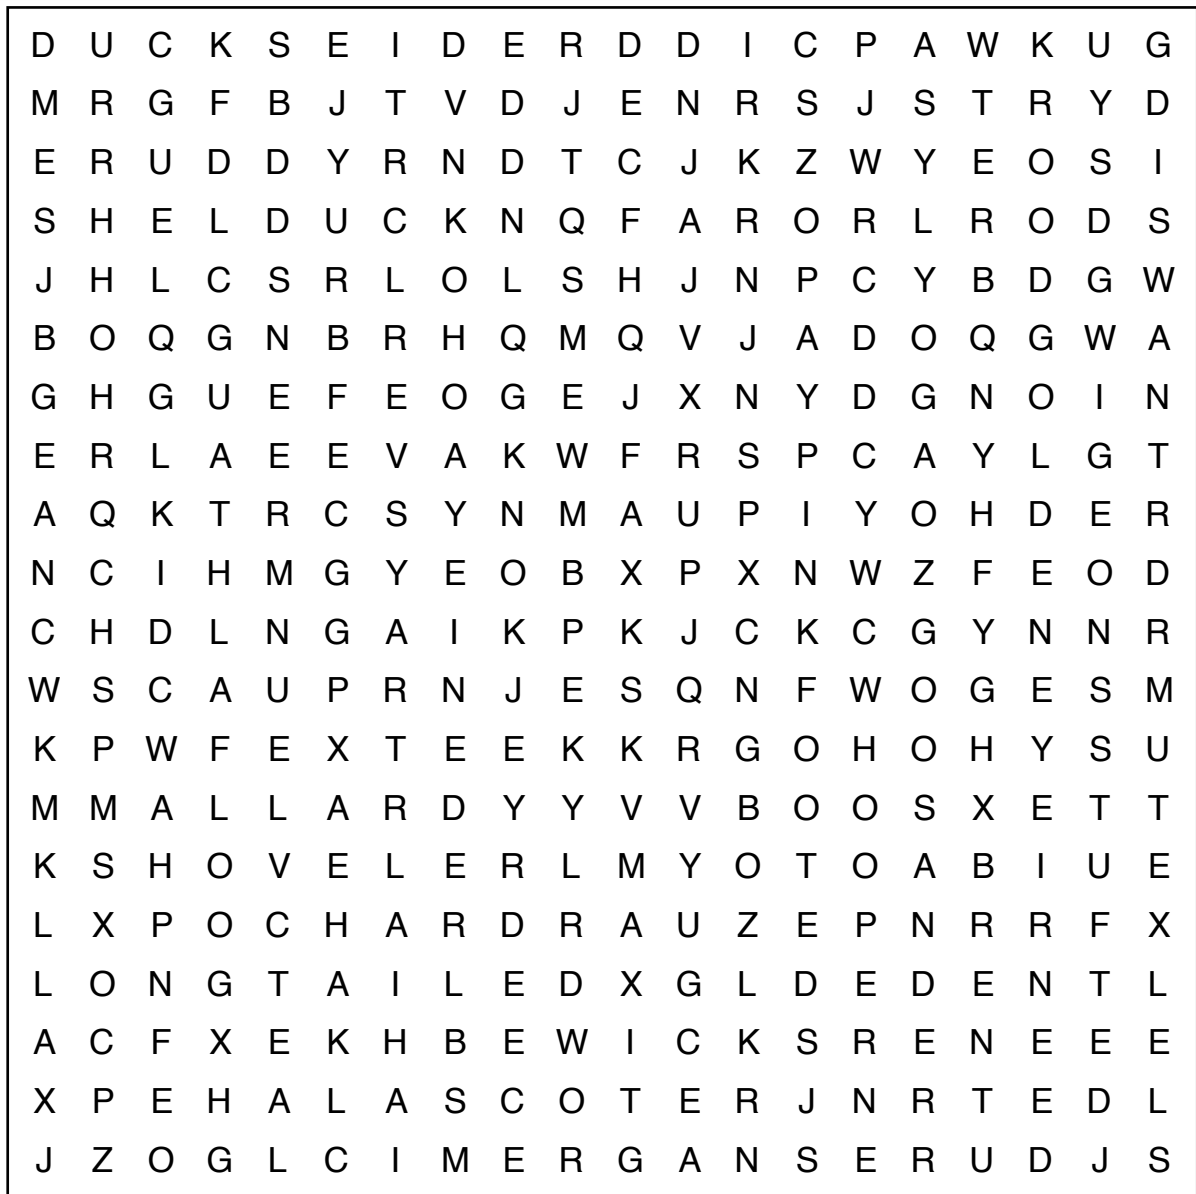 D U C K S E I D E R D D I C P A W K U G
M R G F B J T V D J E N R S J S T R Y D
E R U D D Y R N D T C J K Z W Y E O S I
S H E L D U C K N Q F A R O R L R O D S
J H L C S R L O L S H J N P C Y B D G W
B O Q G N B R H Q M Q V J A D O Q G W A
G H G U E F E O G E J X N Y D G N O I N
E R L A E E V A K W F R S P C A Y L G T
A Q K T R C S Y N M A U P I Y O H D E R
N C I H M G Y E O B X P X N W Z F E O D
C H D L N G A I K P K J C K C G Y N N R
W S C A U P R N J E S Q N F W O G E S M
K P W F E X T E E K K R G O H O H Y S U
M M A L L A R D Y Y V V B O O S X E T T
K S H O V E L E R L M Y O T O A B I U E
L X P O C H A R D R A U Z E P N R R F X
L O N G T A I L E D X G L D E D E N T L
A C F X E K H B E W I C K S R E N E E E
X P E H A L A S C O T E R J N R T E D L
J Z O G L C I M E R G A N S E R U D J S